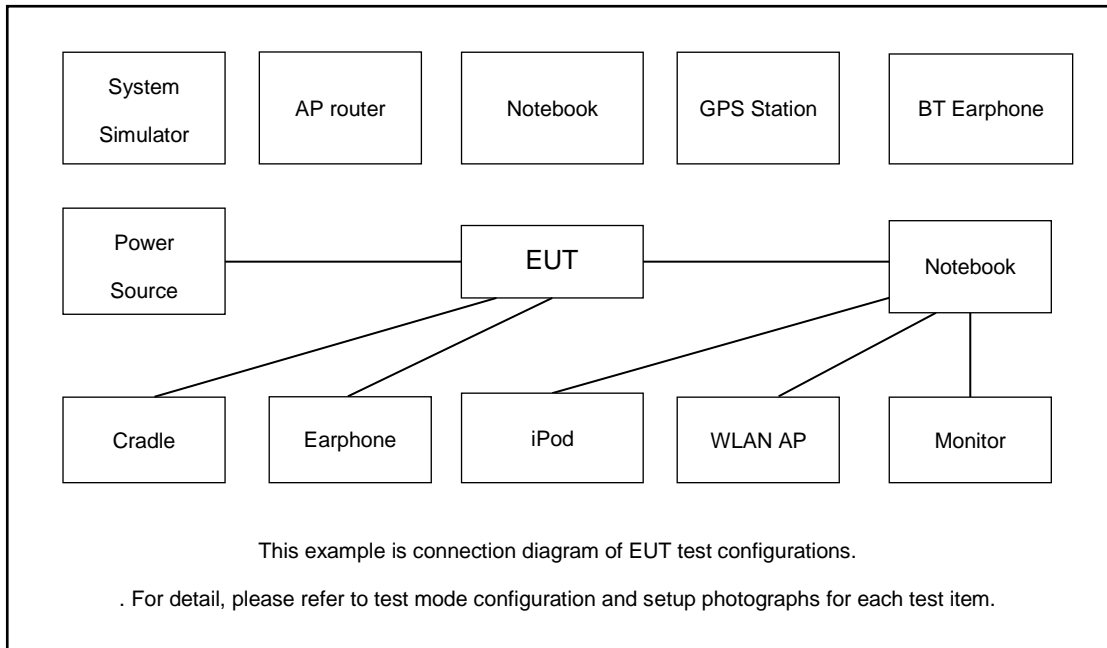 System
Simulator
AP router
Notebook
GPS Station
BT Earphone
Power
Source
EUT
Notebook
Cradle
Earphone
iPod
WLAN AP
Monitor
This example is connection diagram of EUT test configurations.
. For detail, please refer to test mode configuration and setup photographs for each test item.